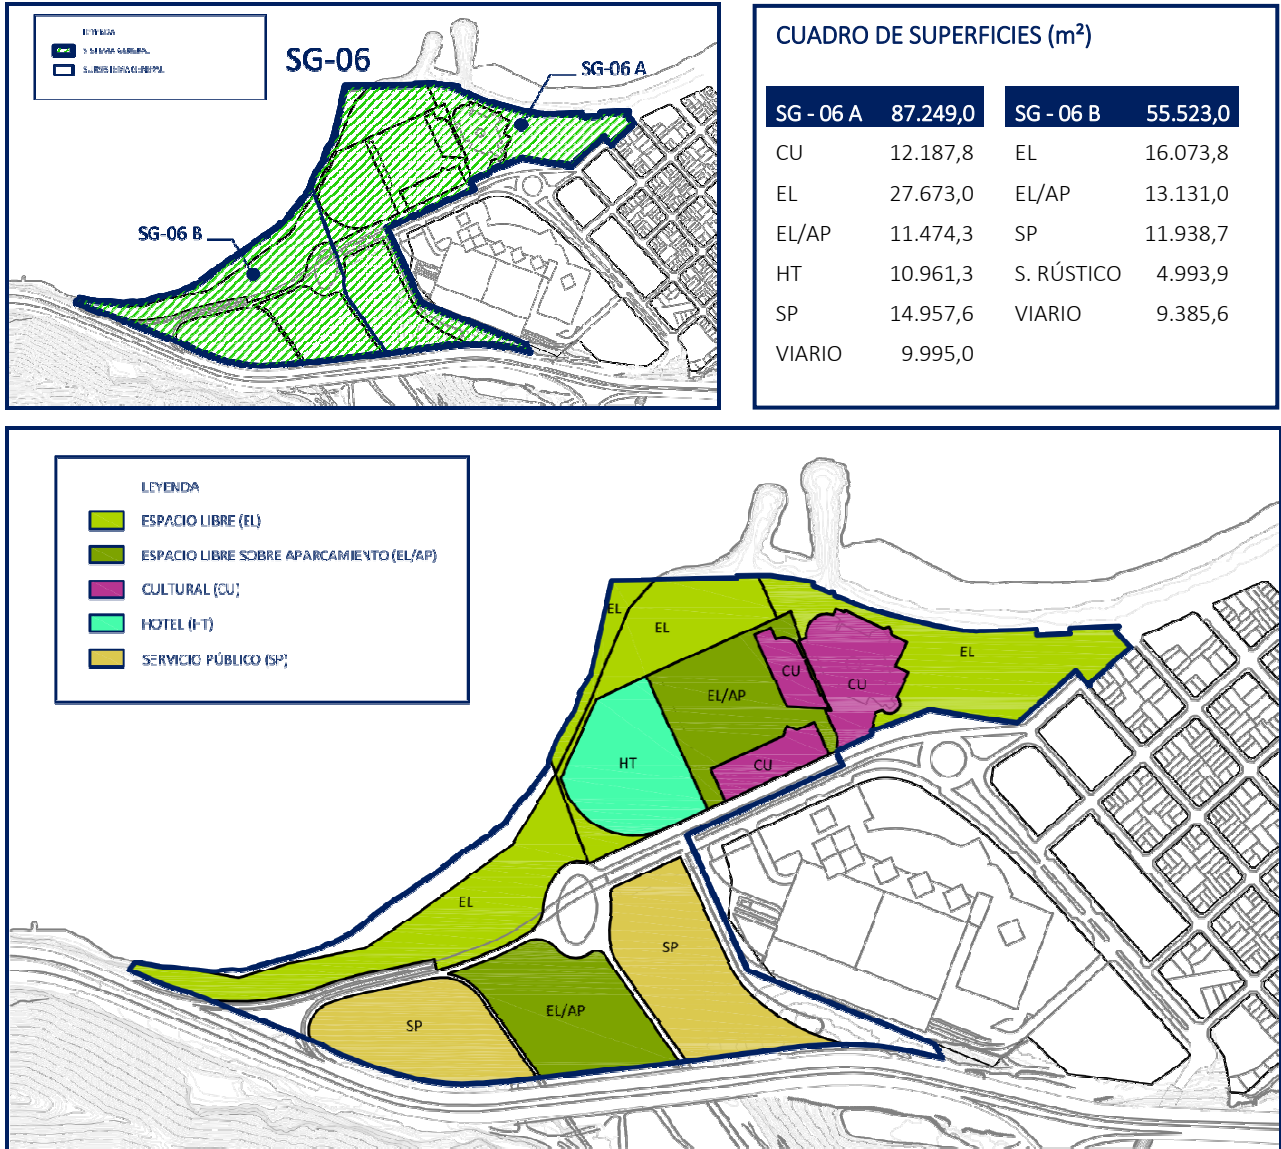 LEYENDA
SISTEMA GENERAL
SUBSISTEMA GENERAL
SG-06
SG-06 A
SG-06 B
CUADRO DE SUPERFICIES (m²)
SG - 06 A 87.249,0 SG - 06 B 55.523,0
CU 12.187,8 EL 16.073,8
EL 27.673,0 EL/AP 13.131,0
EL/AP 11.474,3 SP 11.938,7
HT 10.961,3 S. RÚSTICO 4.993,9
SP 14.957,6 VIARIO 9.385,6
VIARIO 9.995,0
LEYENDA
ESPACIO LIBRE (EL)
ESPACIO LIBRE SOBRE APARCAMIENTO (EL/AP)
CULTURAL (CU)
HOTEL (HT)
SERVICIO PÚBLICO (SP)
EL
EL
EL
CU
CU
EL/AP
HT
CU
EL
SP
EL/AP
SP